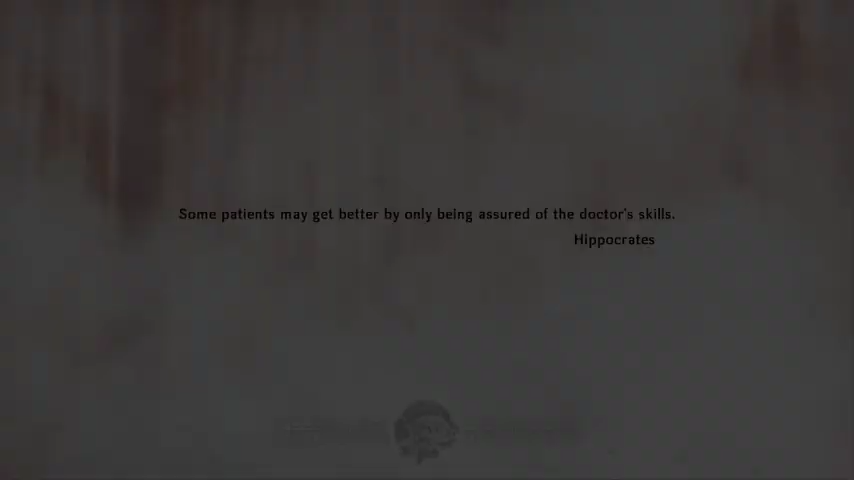 Some patients may get better by only being assured of the doctor's skills.
Hippocrates